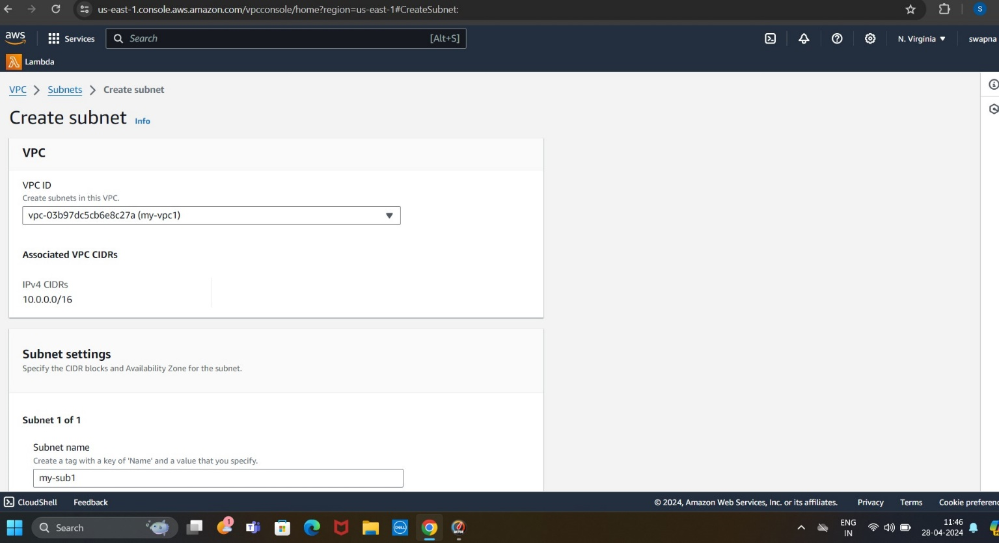 us-east-1.console.aws.amazon.com/vpcconsole/home?region=us-east-1#CreateSubnet:
S
aws
Services
Search
[Alt+S]
N. Virginia
swapna
Lambda
VPC
Subnets
Create subnet
Create subnet
Info
VPC
VPC ID
Create subnets in this VPC.
vpc-03b97dc5cb6e8c27a (my-vpc1)
Associated VPC CIDRs
IPv4 CIDRs
10.0.0.0/16
Subnet settings
Specify the CIDR blocks and Availability Zone for the subnet.
Subnet 1 of 1
Subnet name
Create a tag with a key of 'Name' and a value that you specify.
my-sub1
CloudShell
Feedback
© 2024, Amazon Web Services, Inc. or its affiliates.
Privacy
Terms
Cookie preferenc
Search
1
DELL
WPM
ENG
IN
11:46
28-04-2024